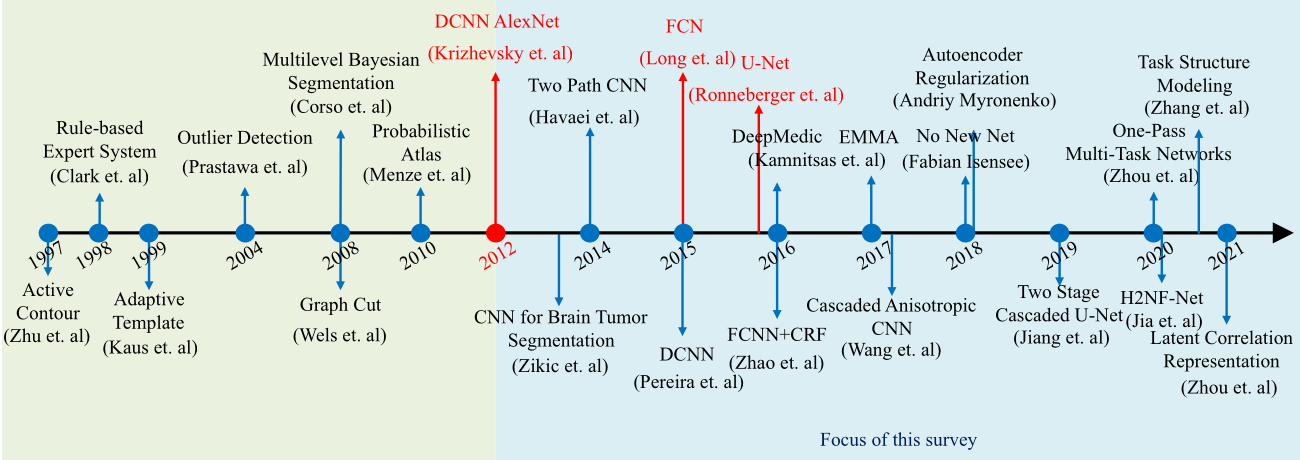 DCNN AlexNet
(Krizhevsky et. al)
FCN
(Long et. al)
U-Net
(Ronneberger et. al)
Multilevel Bayesian
Segmentation
(Corso et. al)
Two Path CNN
(Havaei et. al)
Autoencoder
Regularization
(Andriy Myronenko)
Task Structure
Modeling
(Zhang et. al)
Rule-based
Expert System
(Clark et. al)
Outlier Detection
(Prastawa et. al)
Probabilistic
Atlas
(Menze et. al)
DeepMedic
(Kamnitsas et. al)
EMMA
No New Net
(Fabian Isensee)
One-Pass
Multi-Task Networks
(Zhou et. al)
1997
1998
1999
2004
2008
2010
2012
2014
2015
2016
2017
2018
2019
2020
2021
Active
Contour
(Zhu et. al)
Adaptive
Template
(Kaus et. al)
Graph Cut
(Wels et. al)
CNN for Brain Tumor
Segmentation
(Zikic et. al)
DCNN
(Pereira et. al)
FCNN+CRF
(Zhao et. al)
Cascaded Anisotropic
CNN
(Wang et. al)
Two Stage
Cascaded U-Net
(Jiang et. al)
H2NF-Net
(Jia et. al)
Latent Correlation
Representation
(Zhou et. al)
Focus of this survey